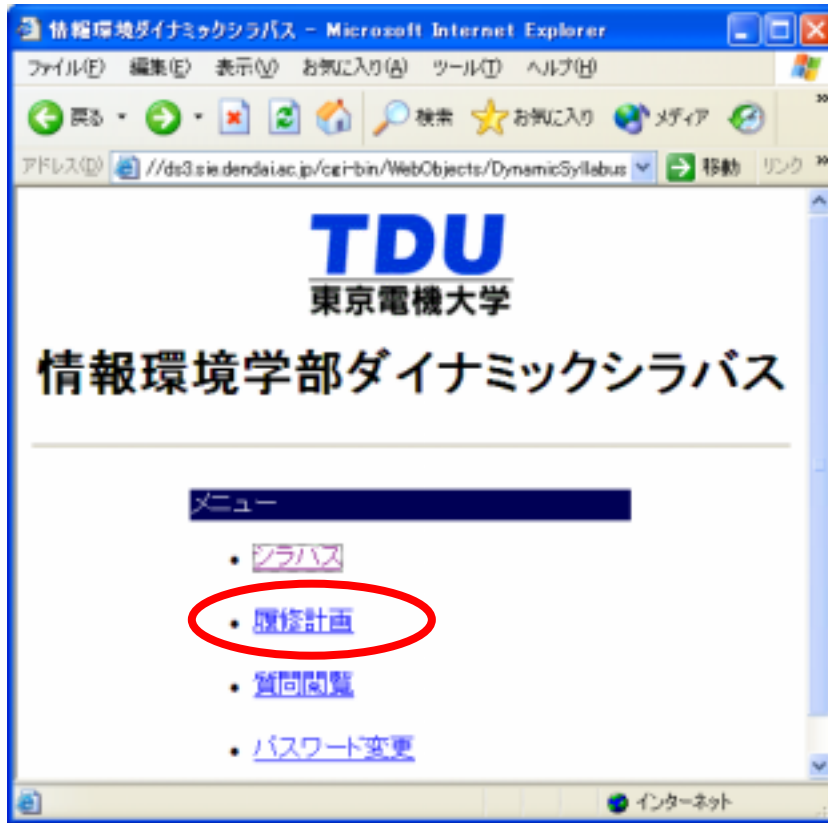 情報環境ダイナミックシラバス - Microsoft Internet Explorer
ファイル(F) 編集(E) 表示(V) お気に入り(A) ツール(T) ヘルプ(H)
戻る 検索 お気に入り メディア »
アドレス(D) //ds3.sie.dendai.ac.jp/cgi-bin/WebObjects/DynamicSyllabus 移動 リンク »
TDU
東京電機大学
情報環境学部ダイナミックシラバス
メニュー
• シラバス
• 履修計画
• 質問閲覧
• パスワード変更
インターネット